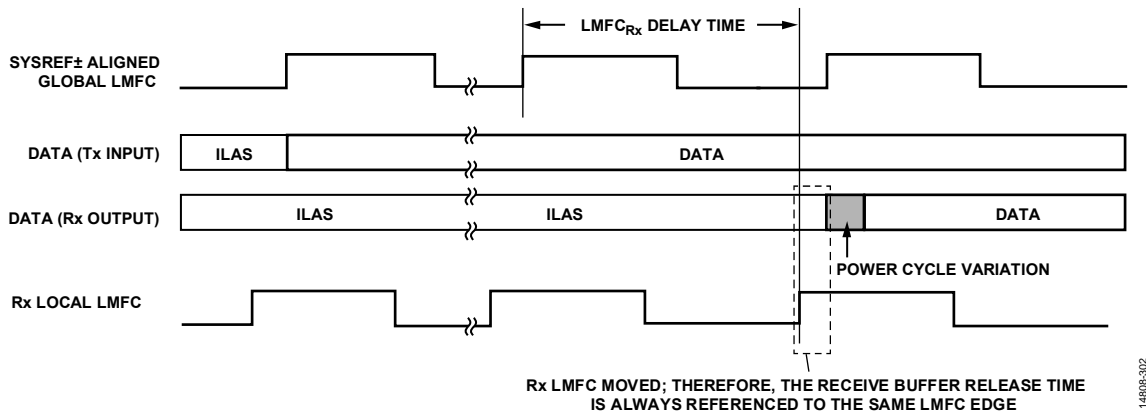 LMFCRx DELAY TIME
SYSREF± ALIGNED
GLOBAL LMFC
DATA (Tx INPUT)
ILAS
DATA
DATA (Rx OUTPUT)
ILAS
ILAS
DATA
POWER CYCLE VARIATION
Rx LOCAL LMFC
Rx LMFC MOVED; THEREFORE, THE RECEIVE BUFFER RELEASE TIME
IS ALWAYS REFERENCED TO THE SAME LMFC EDGE
14808-302